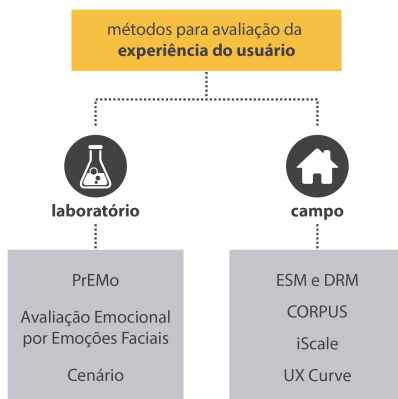 métodos para avaliação da
experiência do usuário
laboratório
campo
PrEMo
Avaliação Emocional
por Emoções Faciais
Cenário
ESM e DRM
CORPUS
iScale
UX Curve